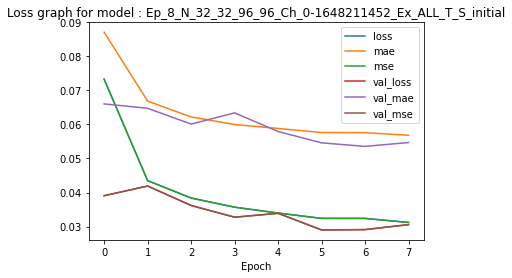 Loss graph for model : Ep_8_N_32_32_96_96_Ch_0-1648211452_Ex_ALL_T_S_initial
0.09
0.08
0.07
0.06
0.05
0.04
0.03
loss
mae
mse
val_loss
val_mae
val_mse
0 1 2 3 4 5 6 7
Epoch